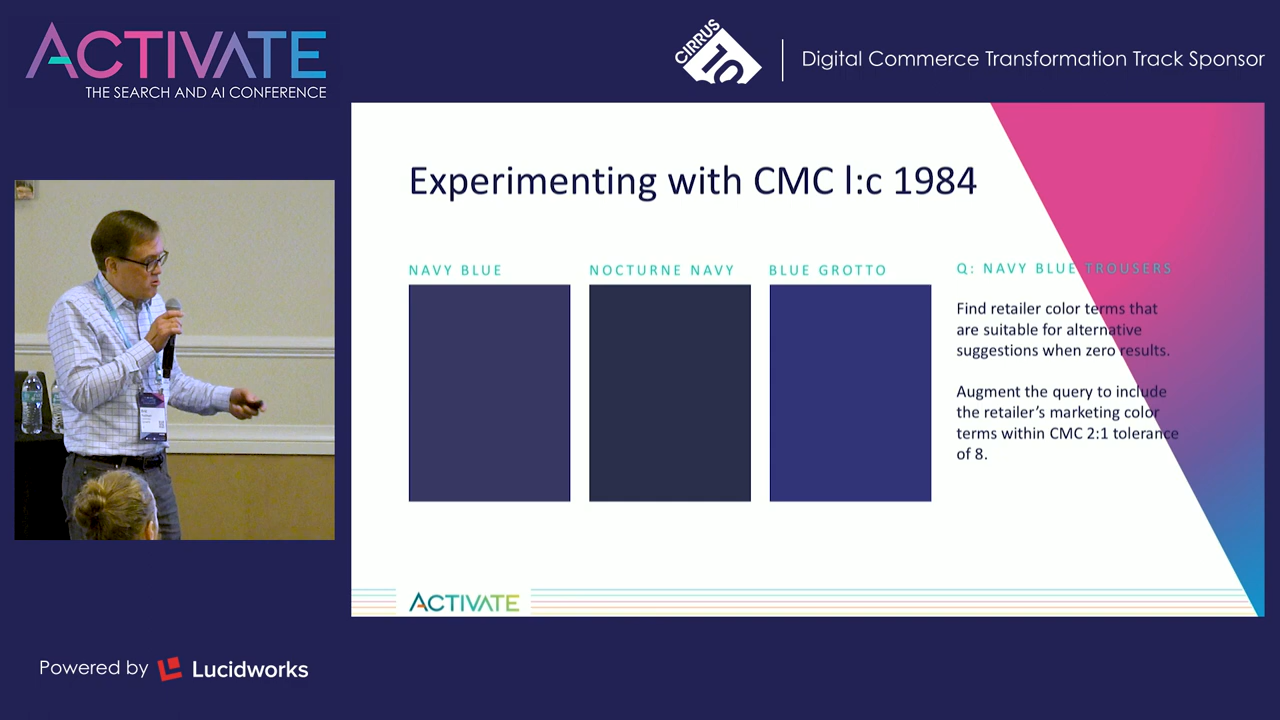 ACTIVATE
THE SEARCH AND AI CONFERENCE
CIRRUS
10
Digital Commerce Transformation Track Sponsor
Experimenting with CMC l:c 1984
NAVY BLUE
NOCTURNE NAVY
BLUE GROTTO
Q: NAVY BLUE TROUSERS
Find retailer color terms that
are suitable for alternative
suggestions when zero results.
Augment the query to include
the retailer's marketing color
terms within CMC 2:1 tolerance
of 8.
ACTIVATE
Powered by Lucidworks